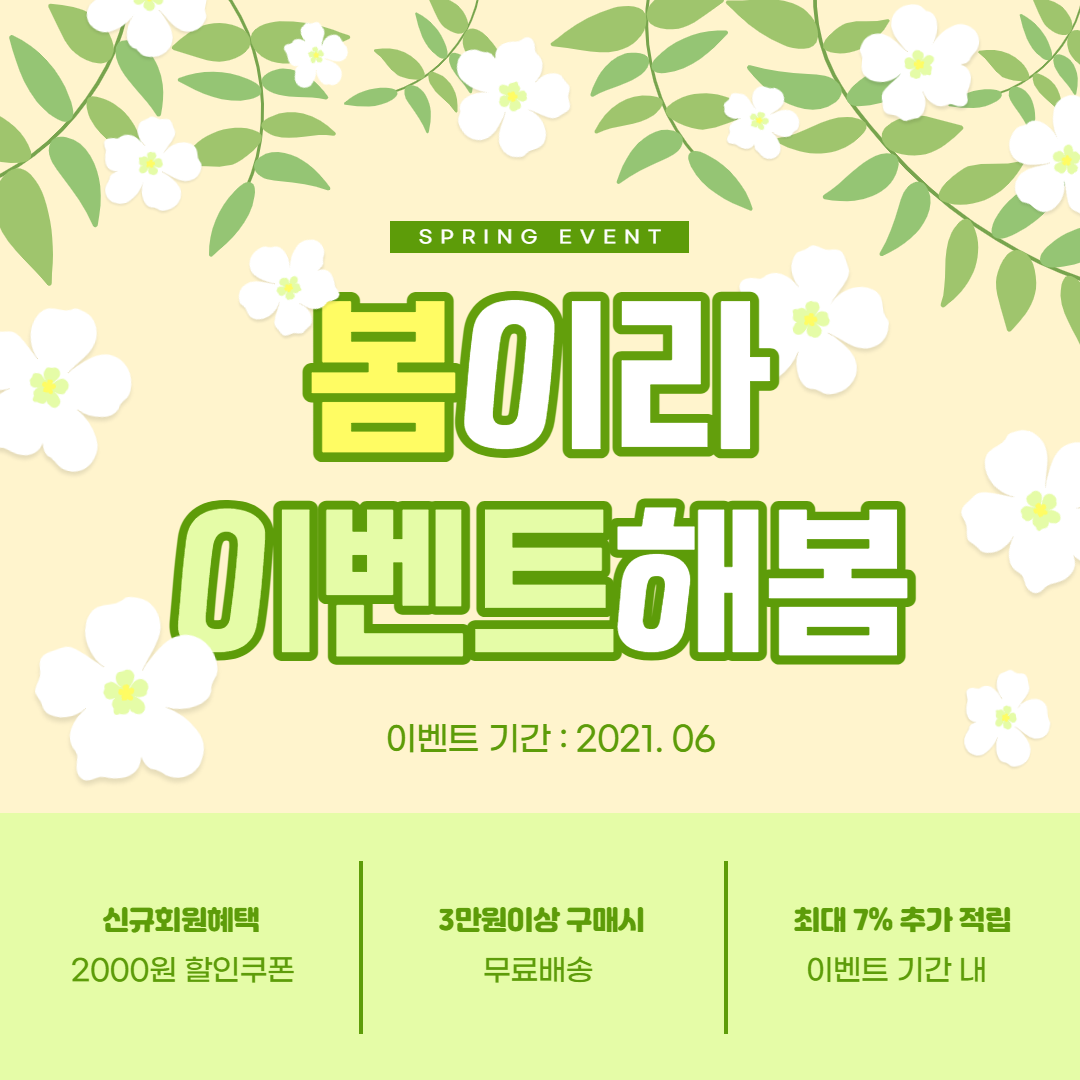 SPRING EVENT
봄이라
이벤트해봄
이벤트 기간 : 2021. 06
신규회원혜택
2000원 할인쿠폰
3만원이상 구매시
무료배송
최대 7% 추가 적립
이벤트 기간 내